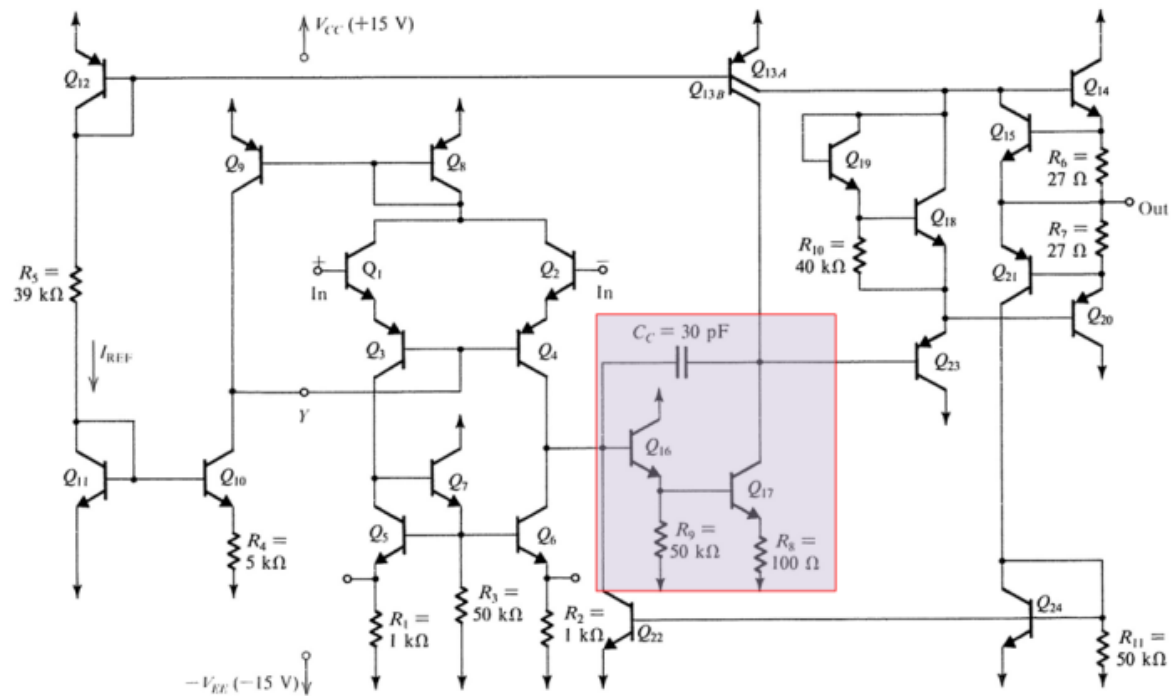 V_CC (+15 V)
Q12
Q13A
Q13B
Q14
Q9
Q8
Q15
Q19
R6 =
27 Ω
Out
R5 =
39 kΩ
+
In
Q1
Q2
−
In
Q18
R10 =
40 kΩ
R7 =
27 Ω
Q21
Q20
I_REF
Q3
Q4
C_C = 30 pF
Q23
Y
Q16
Q11
Q10
Q7
Q17
Q5
Q6
R9 =
50 kΩ
R8 =
100 Ω
R4 =
5 kΩ
R3 =
50 kΩ
R1 =
1 kΩ
R2 =
1 kΩ
Q22
Q24
R11 =
50 kΩ
−V_EE (−15 V)